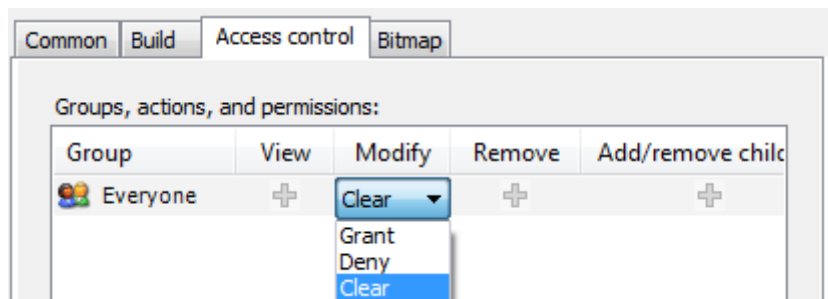 Common Build Access control Bitmap
Groups, actions, and permissions:
Group View Modify Remove Add/remove chilc
Everyone Clear
Grant
Deny
Clear